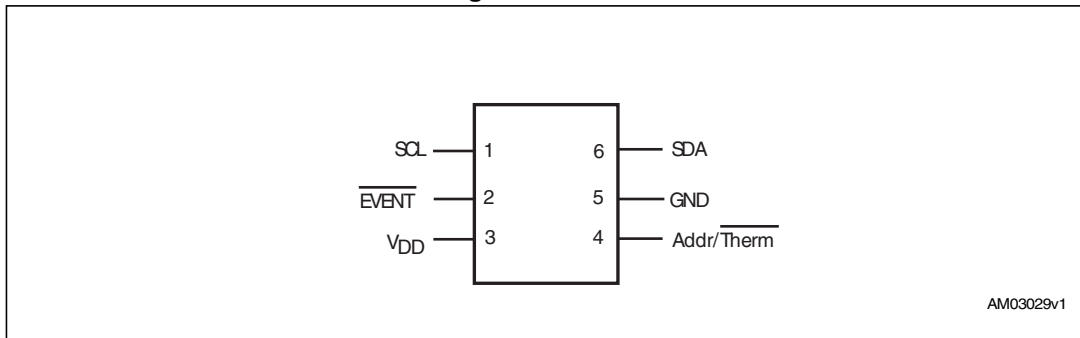 SCL 1 6 SDA
EVENT 2 5 GND
VDD 3 4 Addr/Therm
AM03029v1